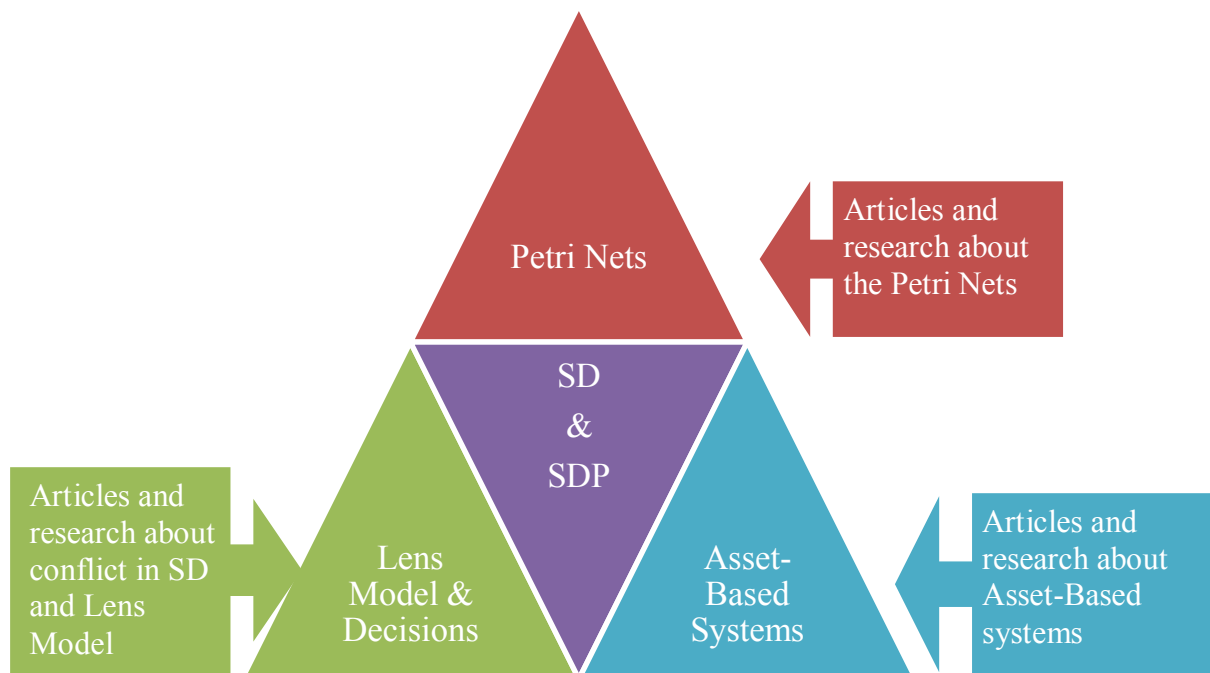 Petri Nets
Articles and
research about
the Petri Nets
SD
&
SDP
Articles and
research about
conflict in SD
and Lens
Model
Lens
Model &
Decisions
Asset-
Based
Systems
Articles and
research about
Asset-Based
systems